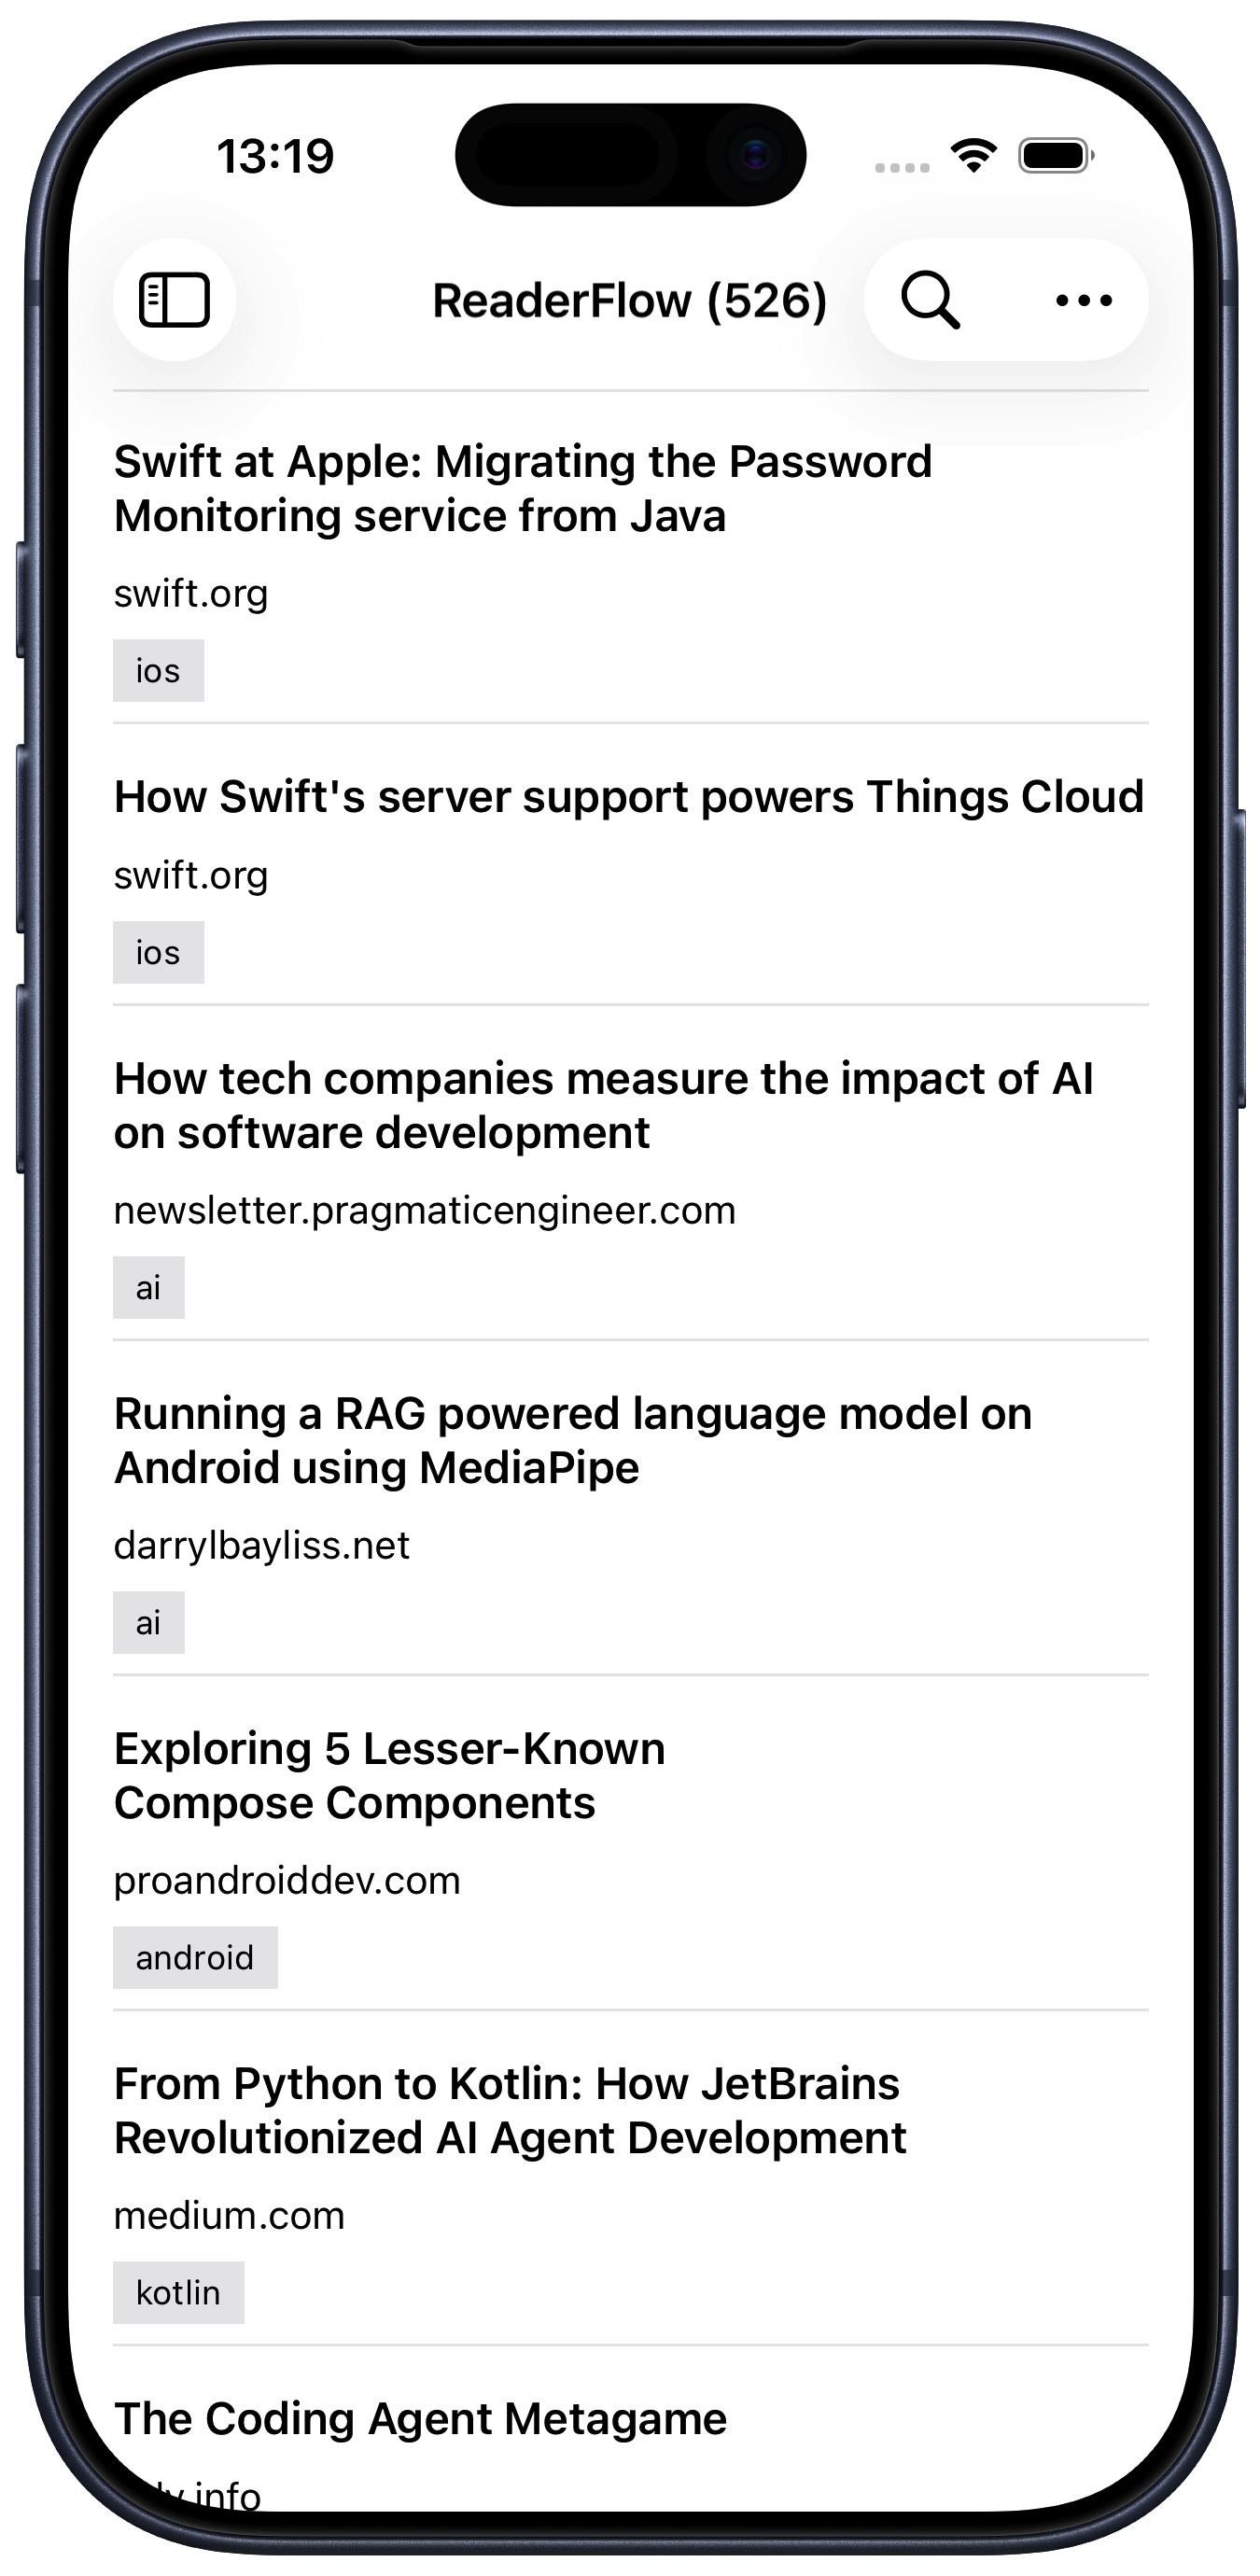 13:19
ReaderFlow (526)
Swift at Apple: Migrating the Password
Monitoring service from Java
swift.org
ios
How Swift's server support powers Things Cloud
swift.org
ios
How tech companies measure the impact of AI
on software development
newsletter.pragmaticengineer.com
ai
Running a RAG powered language model on
Android using MediaPipe
darrylbayliss.net
ai
Exploring 5 Lesser-Known
Compose Components
proandroiddev.com
android
From Python to Kotlin: How JetBrains
Revolutionized AI Agent Development
medium.com
kotlin
The Coding Agent Metagame